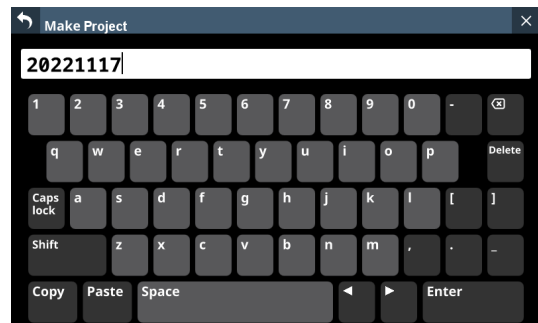 Make Project
20221117
1 2 3 4 5 6 7 8 9 0 -
q w e r t y u i o p Delete
Caps lock a s d f g h j k l [ ]
Shift z x c v b n m , . _
Copy Paste Space Enter